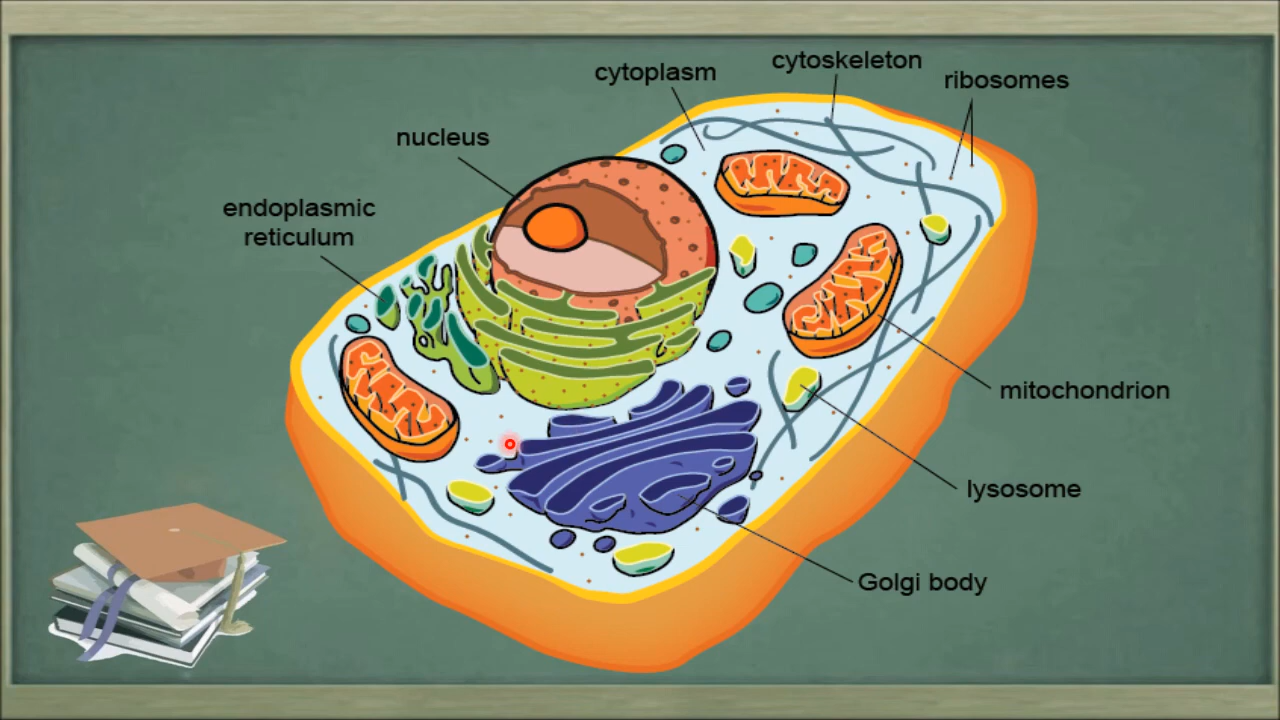 cytoskeleton
cytoplasm
ribosomes
nucleus
endoplasmic
reticulum
mitochondrion
lysosome
Golgi body